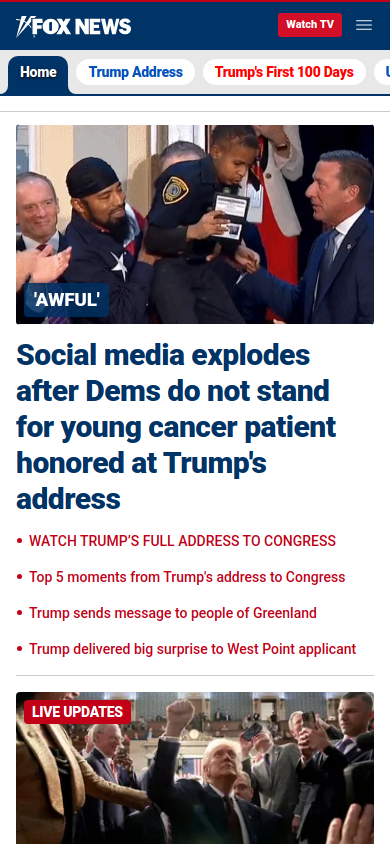 FOX NEWS
Watch TV
Home
Trump Address
Trump's First 100 Days
'AWFUL'
Social media explodes
after Dems do not stand
for young cancer patient
honored at Trump's
address
WATCH TRUMP’S FULL ADDRESS TO CONGRESS
Top 5 moments from Trump's address to Congress
Trump sends message to people of Greenland
Trump delivered big surprise to West Point applicant
LIVE UPDATES